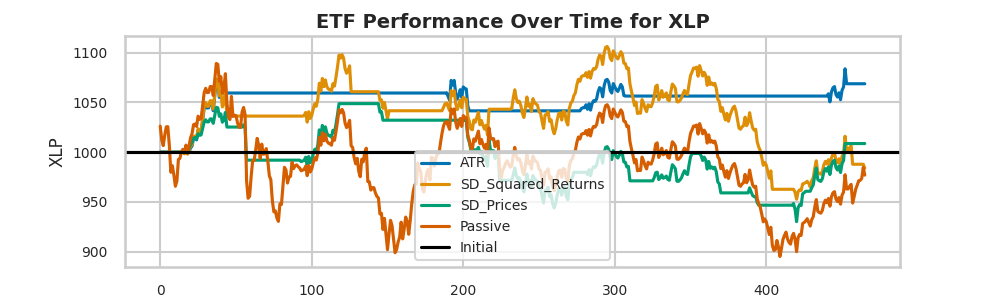 ETF Performance Over Time for XLP
XLP
1100
1050
1000
950
900
ATR
SD_Squared_Returns
SD_Prices
Passive
Initial
0
100
200
300
400